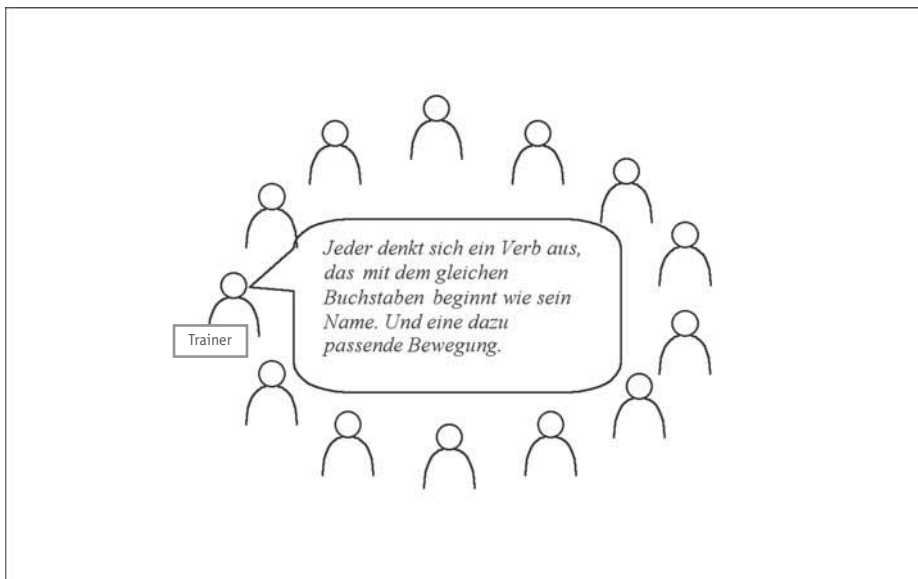 Jeder denkt sich ein Verb aus,
das mit dem gleichen
Buchstaben beginnt wie sein
Name. Und eine dazu
passende Bewegung.
Trainer